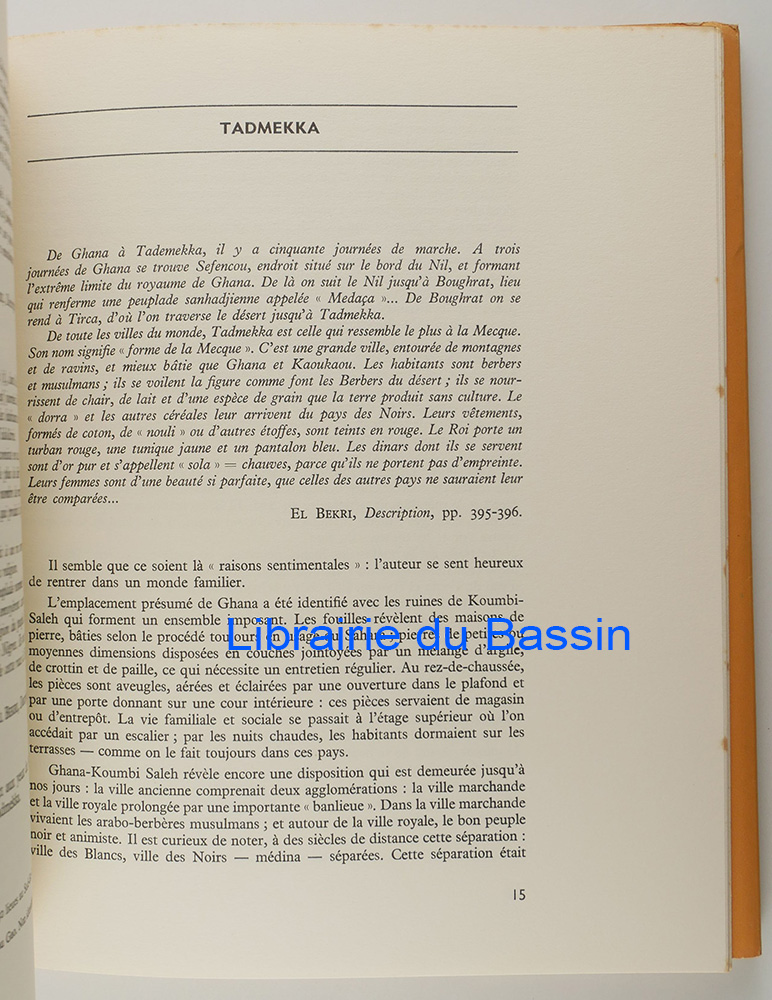 TADMEKKA
De Ghana à Tademekka, il y a cinquante journées de marche. A trois
journées de Ghana se trouve Sefencou, endroit situé sur le bord du Nil, et formant
l'extrême limite du royaume de Ghana. De là on suit le Nil jusqu'à Boughrat, lieu
qui renferme une peuplade sanhadjienne appelée « Medaça »... De Boughrat on se
rend à Tirca, d'où l'on traverse le désert jusqu'à Tadmekka.
De toutes les villes du monde, Tadmekka est celle qui ressemble le plus à la Mecque.
Son nom signifie « forme de la Mecque ». C'est une grande ville, entourée de montagnes
et de ravins, et mieux bâtie que Ghana et Kaoukaou. Les habitants sont berbers
et musulmans ; ils se voilent la figure comme font les Berbers du désert ; ils se nour-
rissent de chair, de lait et d'une espèce de grain que la terre produit sans culture. Le
« dorra » et les autres céréales leur arrivent du pays des Noirs. Leurs vêtements,
formés de coton, de « nouli » ou d'autres étoffes, sont teints en rouge. Le Roi porte un
turban rouge, une tunique jaune et un pantalon bleu. Les dinars dont ils se servent
sont d'or pur et s'appellent « sola » = chauves, parce qu'ils ne portent pas d'empreinte.
Leurs femmes sont d'une beauté si parfaite, que celles des autres pays ne sauraient leur
être comparées...
EL BEKRI, Description, pp. 395-396.
Il semble que ce soient là « raisons sentimentales » : l'auteur se sent heureux
de rentrer dans un monde familier.
L'emplacement présumé de Ghana a été identifié avec les ruines de Koumbi-
Saleh qui forment un ensemble imposant. Les fouilles révèlent des maisons de
pierre, bâties selon le procédé toujours en usage au Sahara : pierres de petites ou
moyennes dimensions disposées en couches jointoyées par un mélange d'argile,
de crottin et de paille, ce qui nécessite un entretien régulier. Au rez-de-chaussée,
les pièces sont aveugles, aérées et éclairées par une ouverture dans le plafond et
par une porte donnant sur une cour intérieure : ces pièces servaient de magasin
ou d'entrepôt. La vie familiale et sociale se passait à l'étage supérieur où l'on
accédait par un escalier ; par les nuits chaudes, les habitants dormaient sur les
terrasses — comme on le fait toujours dans ces pays.
Ghana-Koumbi Saleh révèle encore une disposition qui est demeurée jusqu'à
nos jours : la ville ancienne comprenait deux agglomérations : la ville marchande
et la ville royale prolongée par une importante « banlieue ». Dans la ville marchande
vivaient les arabo-berbères musulmans ; et autour de la ville royale, le bon peuple
noir et animiste. Il est curieux de noter, à des siècles de distance cette séparation :
ville des Blancs, ville des Noirs — médina — séparées. Cette séparation était
15
Librairie du Bassin